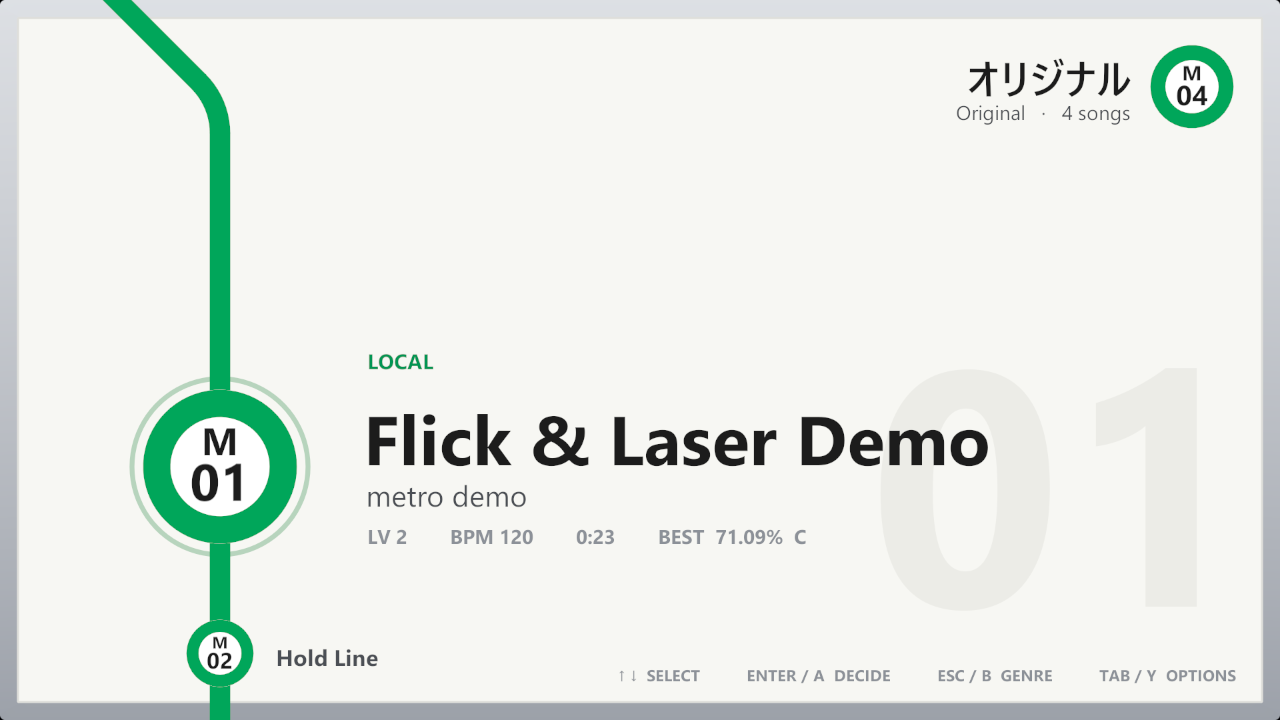 オリジナル
Original · 4 songs
M
04
LOCAL
Flick & Laser Demo
metro demo
LV 2 BPM 120 0:23 BEST 71.09% C
M
01
01
M
02
Hold Line
↑↓ SELECT ENTER / A DECIDE ESC / B GENRE TAB / Y OPTIONS